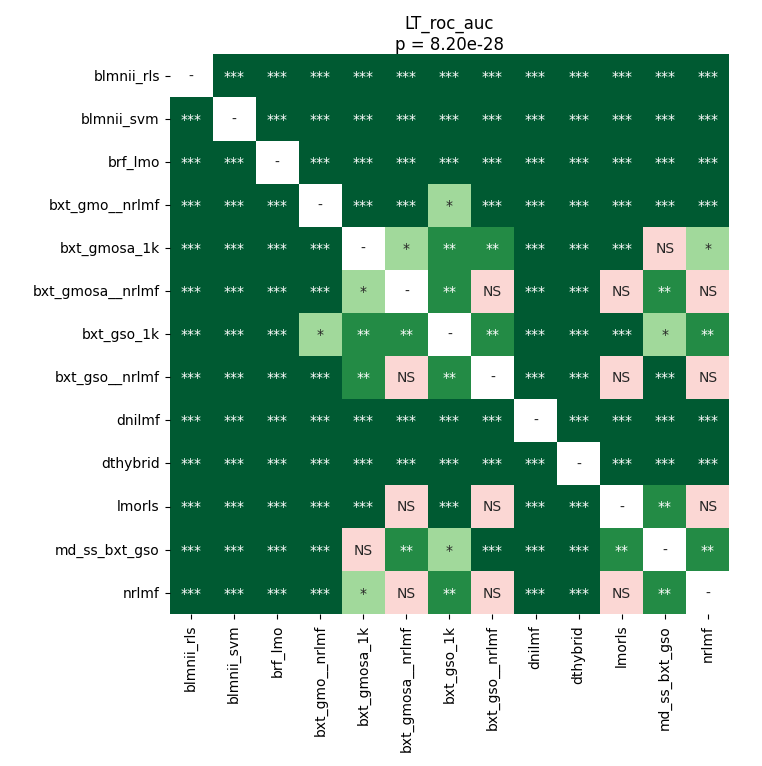 LT_roc_auc
p = 8.20e-28
blmnii_rls - *** *** *** *** *** *** *** *** *** *** *** ***
blmnii_svm *** - *** *** *** *** *** *** *** *** *** *** ***
brf_lmo *** *** - *** *** *** *** *** *** *** *** *** ***
bxt_gmo__nrlmf *** *** *** - *** *** * *** *** *** *** *** ***
bxt_gmosa_1k *** *** *** *** - * ** ** *** *** *** NS *
bxt_gmosa__nrlmf *** *** *** *** * - ** NS *** *** NS ** NS
bxt_gso_1k *** *** *** * ** ** - ** *** *** *** * **
bxt_gso__nrlmf *** *** *** *** ** NS ** - *** *** NS *** NS
dnilmf *** *** *** *** *** *** *** *** - *** *** *** ***
dthybrid *** *** *** *** *** *** *** *** *** - *** *** ***
lmorls *** *** *** *** *** NS *** NS *** *** - ** NS
md_ss_bxt_gso *** *** *** *** NS ** * *** *** *** ** - **
nrlmf *** *** *** *** * NS ** NS *** *** NS ** -
blmnii_rls
blmnii_svm
brf_lmo
bxt_gmo__nrlmf
bxt_gmosa_1k
bxt_gmosa__nrlmf
bxt_gso_1k
bxt_gso__nrlmf
dnilmf
dthybrid
lmorls
md_ss_bxt_gso
nrlmf